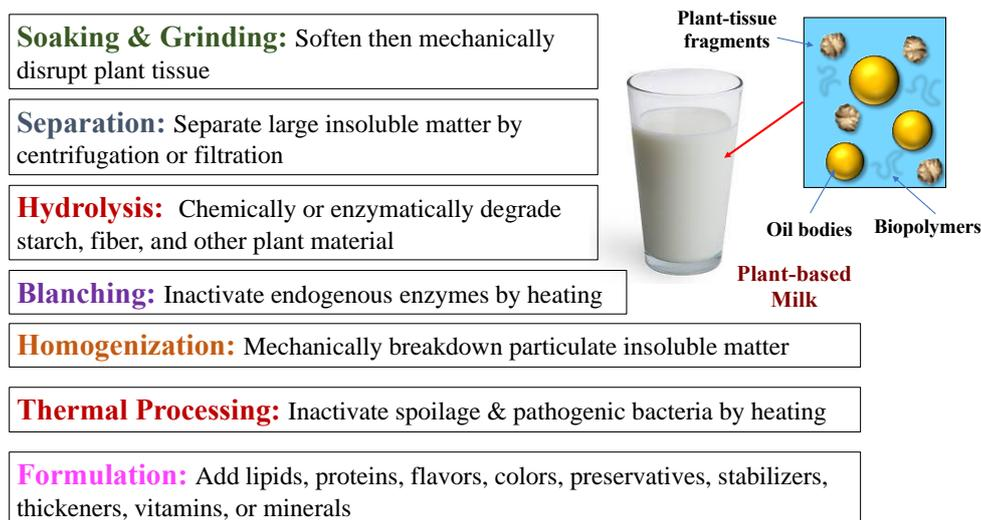 Soaking & Grinding: Soften then mechanically
disrupt plant tissue
Separation: Separate large insoluble matter by
centrifugation or filtration
Hydrolysis: Chemically or enzymatically degrade
starch, fiber, and other plant material
Blanching: Inactivate endogenous enzymes by heating
Homogenization: Mechanically breakdown particulate insoluble matter
Thermal Processing: Inactivate spoilage & pathogenic bacteria by heating
Formulation: Add lipids, proteins, flavors, colors, preservatives, stabilizers,
thickeners, vitamins, or minerals
Plant-tissue
fragments
Oil bodies
Biopolymers
Plant-based
Milk